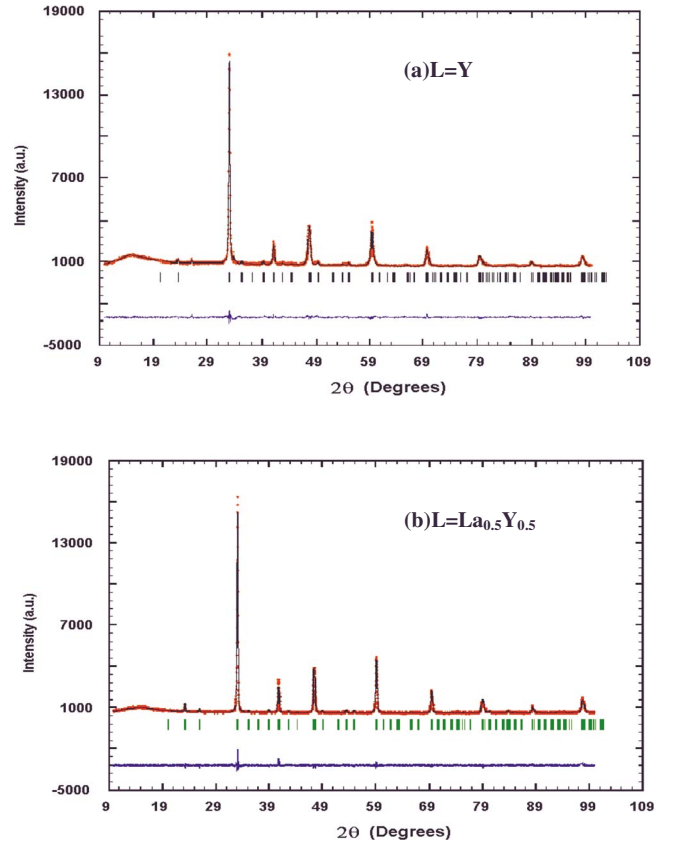 19000
(a)L=Y
13000
Intensity (a.u.)
7000
1000
-5000
9 19 29 39 49 59 69 79 89 99 109
2θ (Degrees)
19000
(b)L=La0.5Y0.5
13000
Intensity (a.u.)
7000
1000
-5000
9 19 29 39 49 59 69 79 89 99 109
2θ (Degrees)